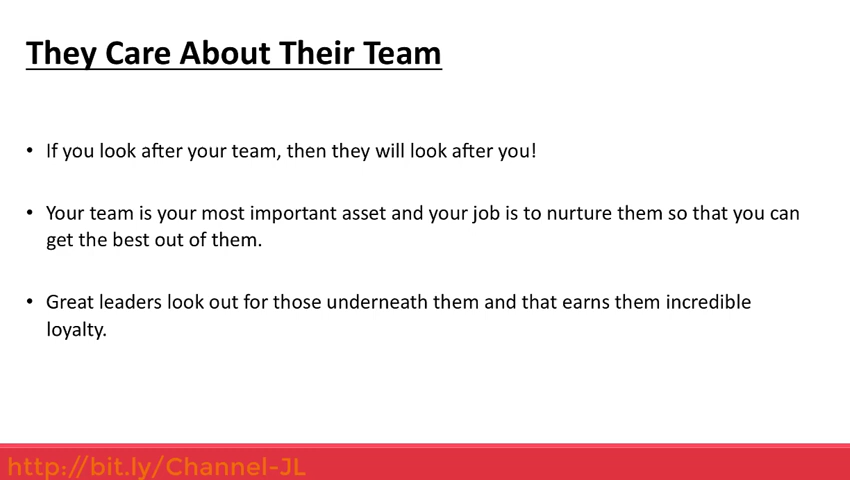 They Care About Their Team
• If you look after your team, then they will look after you!
• Your team is your most important asset and your job is to nurture them so that you can
get the best out of them.
• Great leaders look out for those underneath them and that earns them incredible
loyalty.
http://bit.ly/Channel-JL